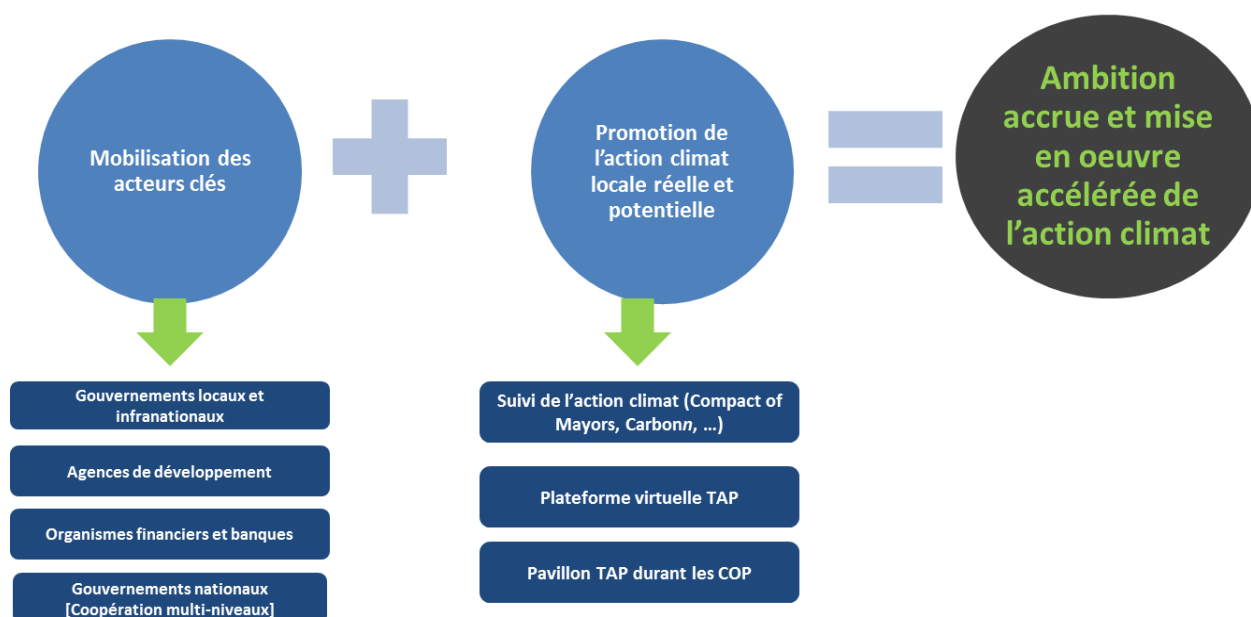 Mobilisation des
acteurs clés
Promotion de
l’action climat
locale réelle et
potentielle
Ambition
accrue et mise
en oeuvre
accélérée de
l’action climat
Gouvernements locaux et
infranationaux
Agences de développement
Organismes financiers et banques
Gouvernements nationaux
[Coopération multi-niveaux]
Suivi de l’action climat (Compact of
Mayors, Carbonn, ...)
Plateforme virtuelle TAP
Pavillon TAP durant les COP